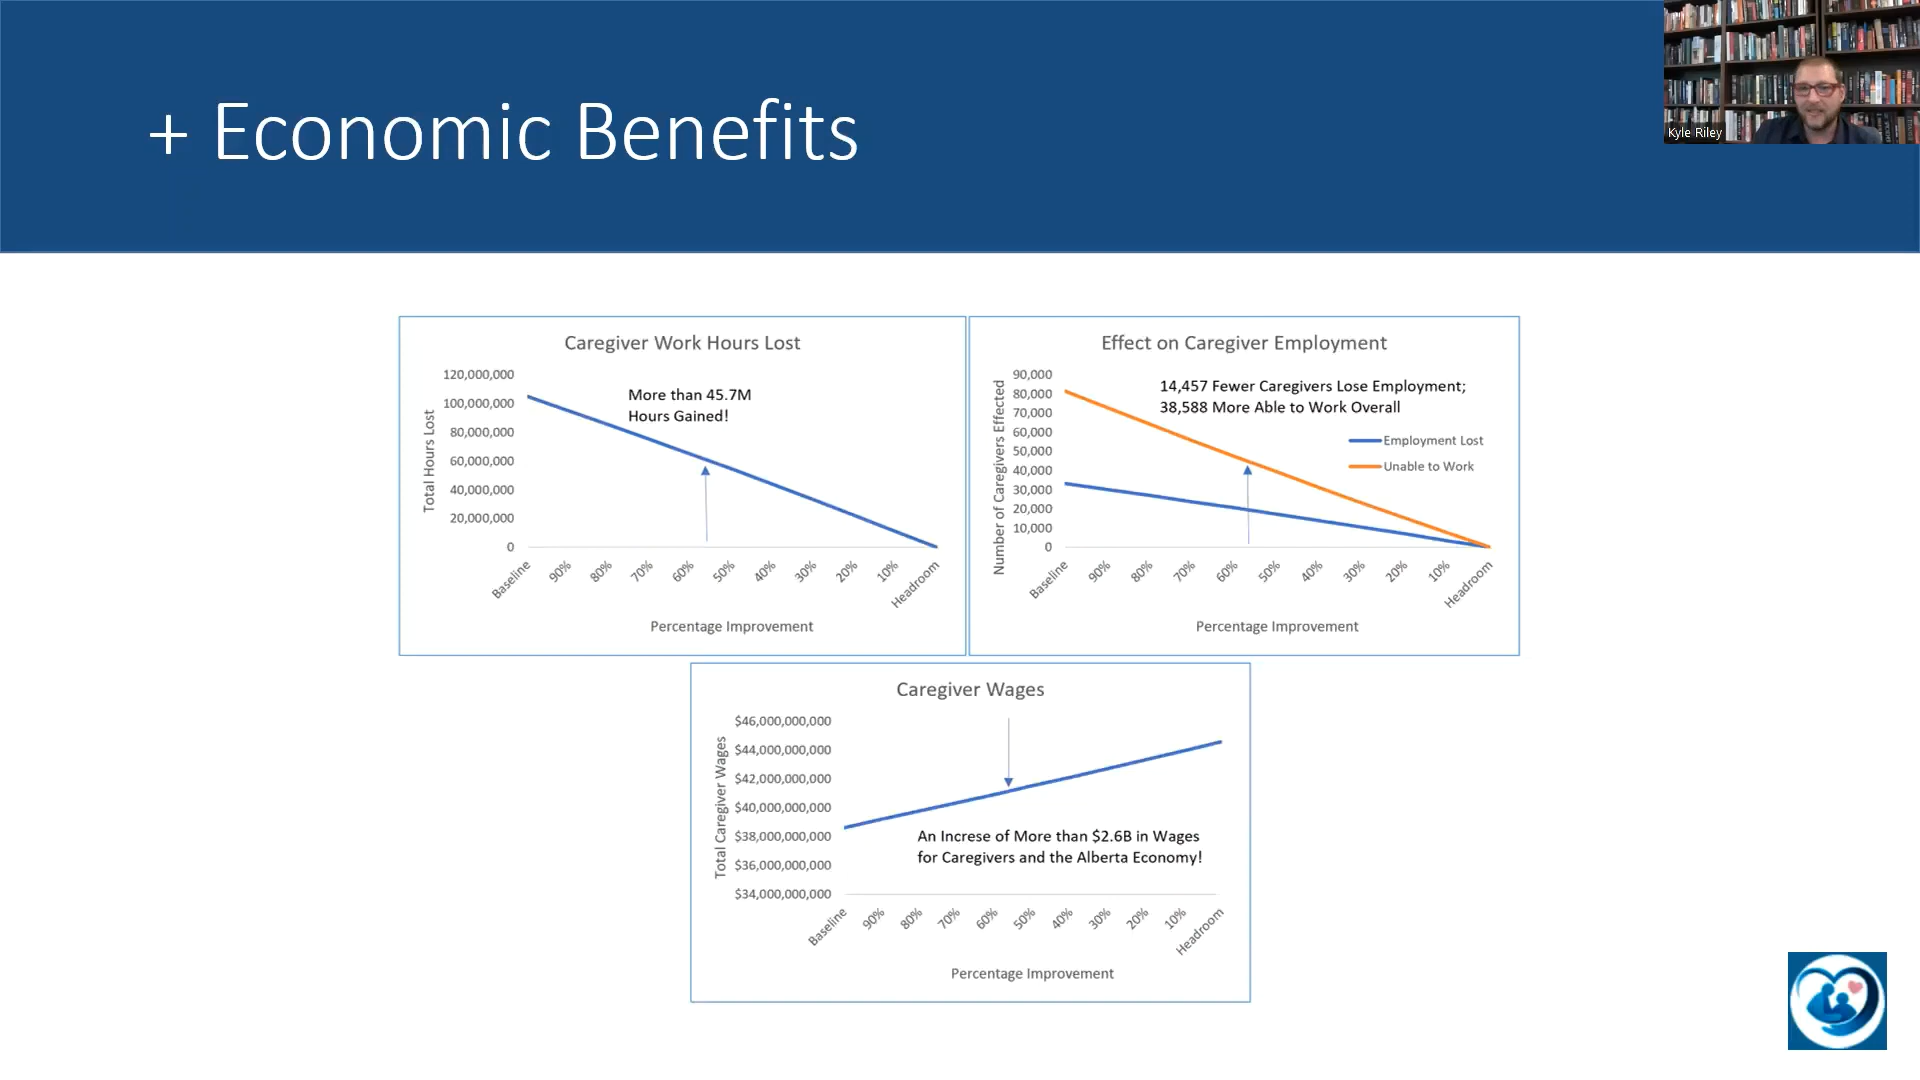 + Economic Benefits
Kyle Riley
Caregiver Work Hours Lost
More than 45.7M
Hours Gained!
Total Hours Lost
120,000,000
100,000,000
80,000,000
60,000,000
40,000,000
20,000,000
0
Baseline
90%
80%
70%
60%
50%
40%
30%
20%
10%
Headroom
Percentage Improvement
Effect on Caregiver Employment
14,457 Fewer Caregivers Lose Employment;
38,588 More Able to Work Overall
Employment Lost
Unable to Work
Number of Caregivers Effected
90,000
80,000
70,000
60,000
50,000
40,000
30,000
20,000
10,000
0
Baseline
90%
80%
70%
60%
50%
40%
30%
20%
10%
Headroom
Percentage Improvement
Caregiver Wages
Total Caregiver Wages
$46,000,000,000
$44,000,000,000
$42,000,000,000
$40,000,000,000
$38,000,000,000
$36,000,000,000
$34,000,000,000
An Increse of More than $2.6B in Wages
for Caregivers and the Alberta Economy!
Baseline
90%
80%
70%
60%
50%
40%
30%
20%
10%
Headroom
Percentage Improvement